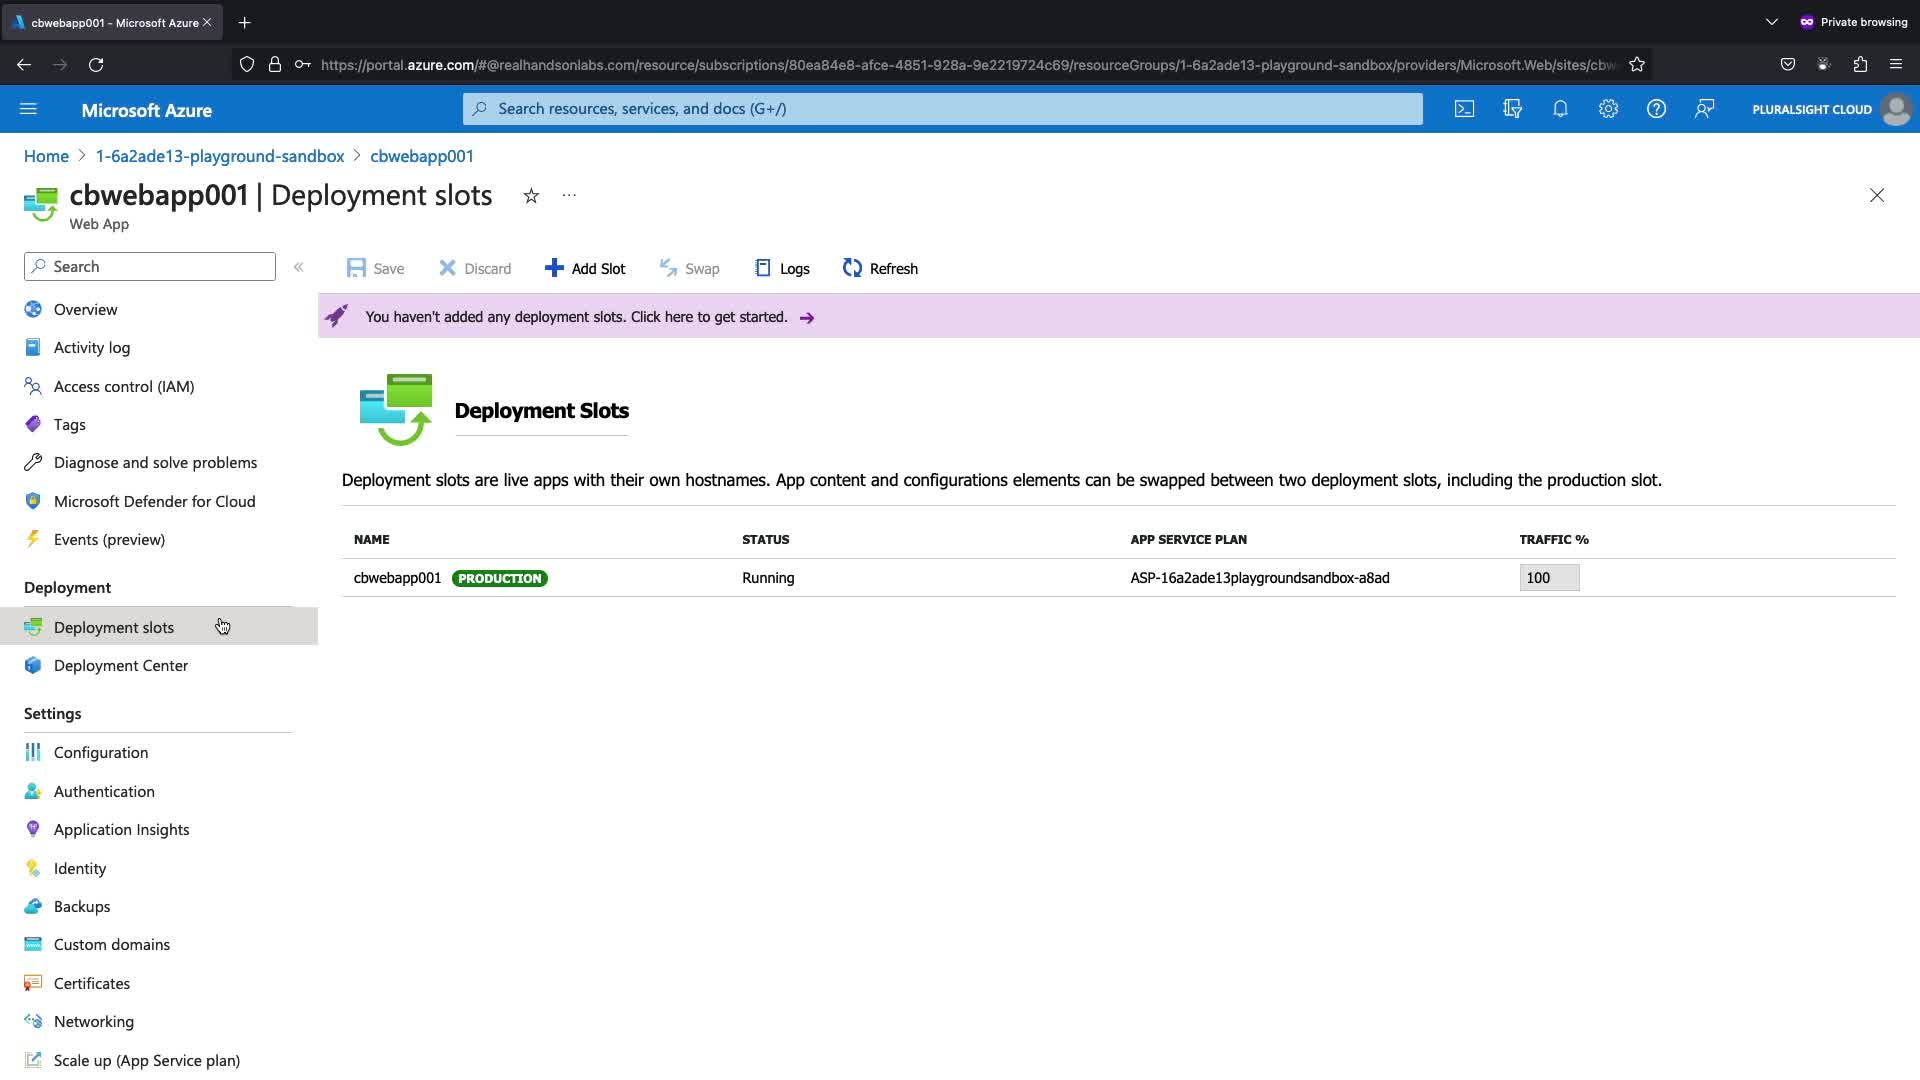 cbwebapp001 - Microsoft Azure
Private browsing
https://portal.azure.com/#@realhandsonlabs.com/resource/subscriptions/80ea84e8-afce-4851-928a-9e2219724c69/resourceGroups/1-6a2ade13-playground-sandbox/providers/Microsoft.Web/sites/cbw
Microsoft Azure
Search resources, services, and docs (G+/)
PLURALSIGHT CLOUD
Home > 1-6a2ade13-playground-sandbox > cbwebapp001
cbwebapp001 | Deployment slots
Web App
Search
Save
Discard
Add Slot
Swap
Logs
Refresh
You haven't added any deployment slots. Click here to get started.
Overview
Activity log
Access control (IAM)
Tags
Diagnose and solve problems
Microsoft Defender for Cloud
Events (preview)
Deployment
Deployment slots
Deployment Center
Settings
Configuration
Authentication
Application Insights
Identity
Backups
Custom domains
Certificates
Networking
Scale up (App Service plan)
Deployment Slots
Deployment slots are live apps with their own hostnames. App content and configurations elements can be swapped between two deployment slots, including the production slot.
NAME STATUS APP SERVICE PLAN TRAFFIC %
cbwebapp001 PRODUCTION Running ASP-16a2ade13playgroundsandbox-a8ad 100